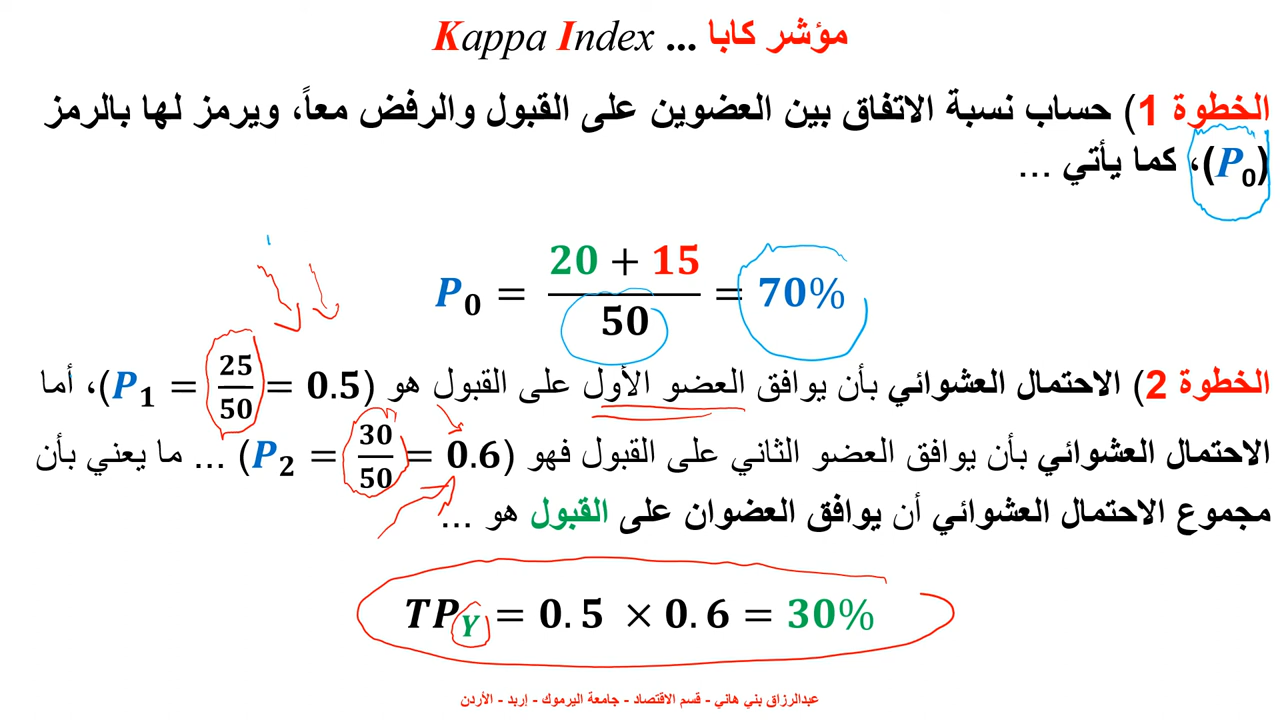 مؤشر كابا ... Kappa Index
الخطوة 1) حساب نسبة الاتفاق بين العضوين على القبول والرفض معاً، ويرمز لها بالرمز
(P₀)، كما يأتي ...
P₀ = (20 + 15)/50 = 70%
الخطوة 2) الاحتمال العشوائي بأن يوافق العضو الأول على القبول هو (P₁ = 25/50 = 0.5)، أما
الاحتمال العشوائي بأن يوافق العضو الثاني على القبول فهو (P₂ = 30/50 = 0.6) ... ما يعني بأن
مجموع الاحتمال العشوائي أن يوافق العضوان على القبول هو ...
TP_Y = 0.5 × 0.6 = 30%
عبدالرزاق بني هاني - قسم الاقتصاد - جامعة اليرموك - إربد - الأردن